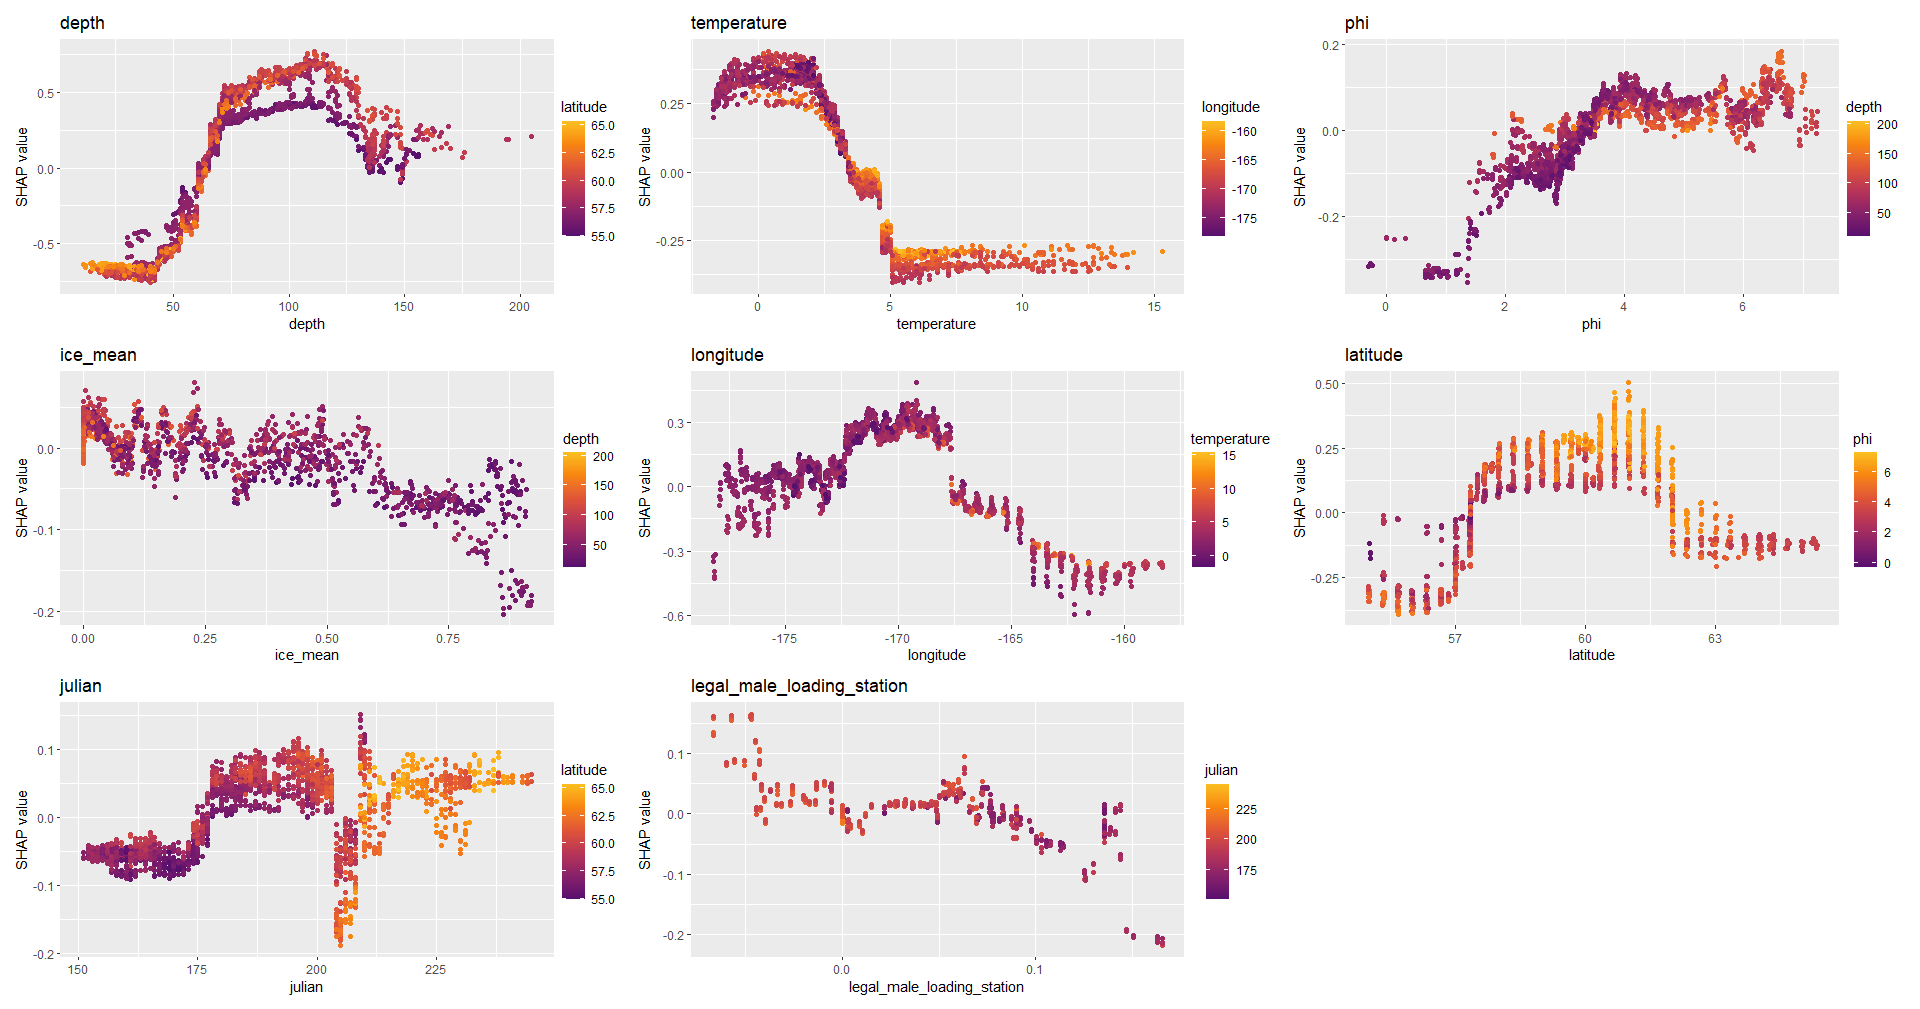 depth
temperature
phi
SHAP value
0.5
0.0
-0.5
50
100
150
200
depth
latitude
65.0
62.5
60.0
57.5
55.0
SHAP value
0.25
0.00
-0.25
0
5
10
15
temperature
longitude
-160
-165
-170
-175
SHAP value
0.2
0.0
-0.2
0
2
4
6
phi
depth
200
150
100
50
ice_mean
longitude
latitude
SHAP value
0.0
-0.1
-0.2
0.00
0.25
0.50
0.75
ice_mean
depth
200
150
100
50
SHAP value
0.3
0.0
-0.3
-0.6
-175
-170
-165
-160
longitude
temperature
15
10
5
0
SHAP value
0.50
0.25
0.00
-0.25
57
60
63
latitude
phi
6
4
2
0
julian
legal_male_loading_station
SHAP value
0.1
0.0
-0.1
-0.2
150
175
200
225
julian
latitude
65.0
62.5
60.0
57.5
55.0
SHAP value
0.1
0.0
-0.1
-0.2
0.0
0.1
legal_male_loading_station
julian
225
200
175